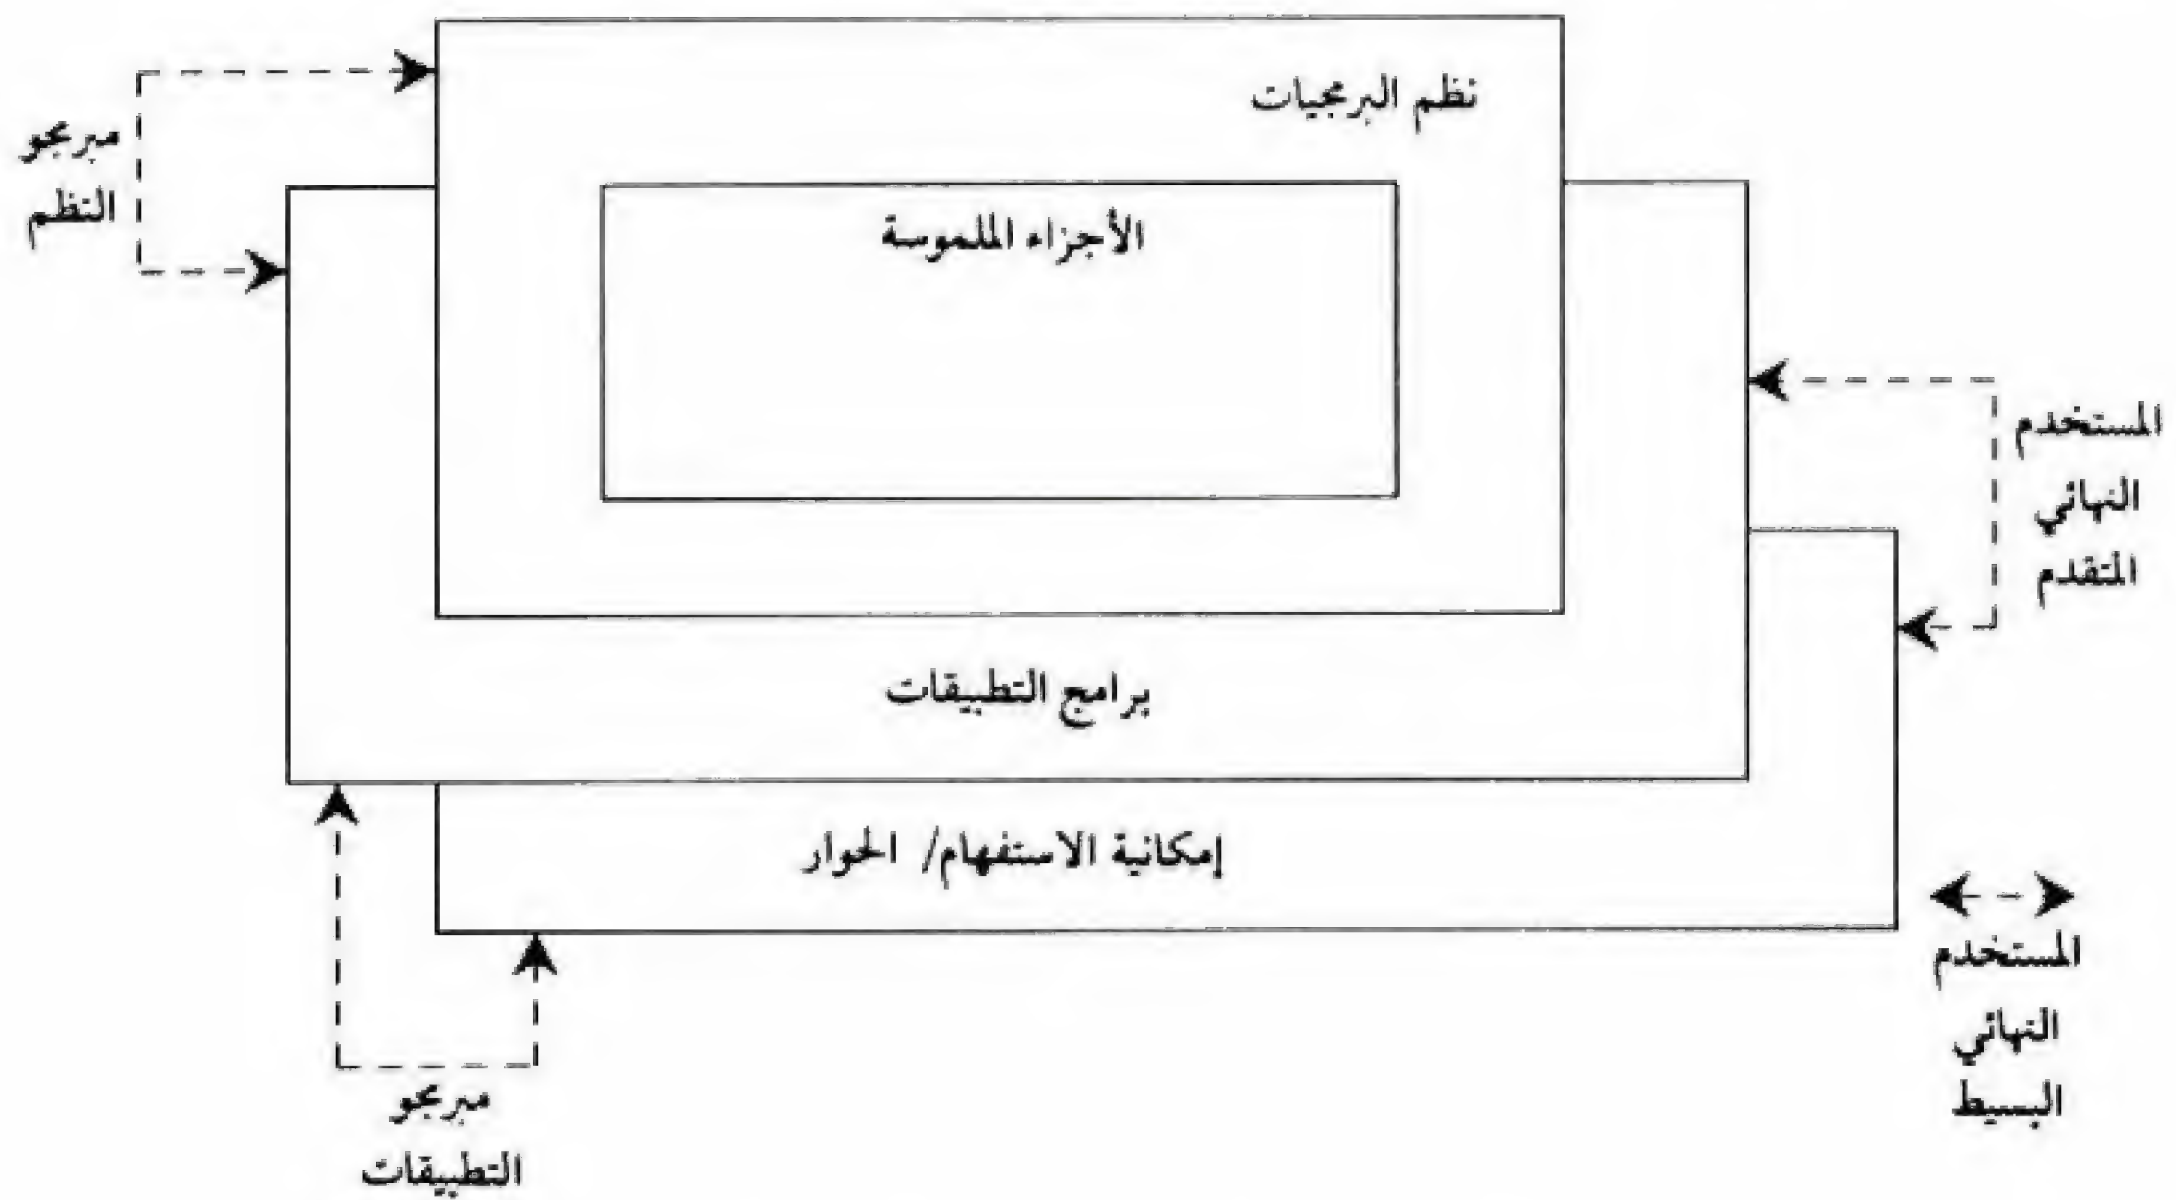 نظم البرمجيات
مبرمجو
النظم
الأجزاء الملموسة
المستخدم
النهائي
المتقدم
برامج التطبيقات
إمكانية الاستفهام/ الحوار
المستخدم
النهائي
البسيط
مبرمجو
التطبيقات